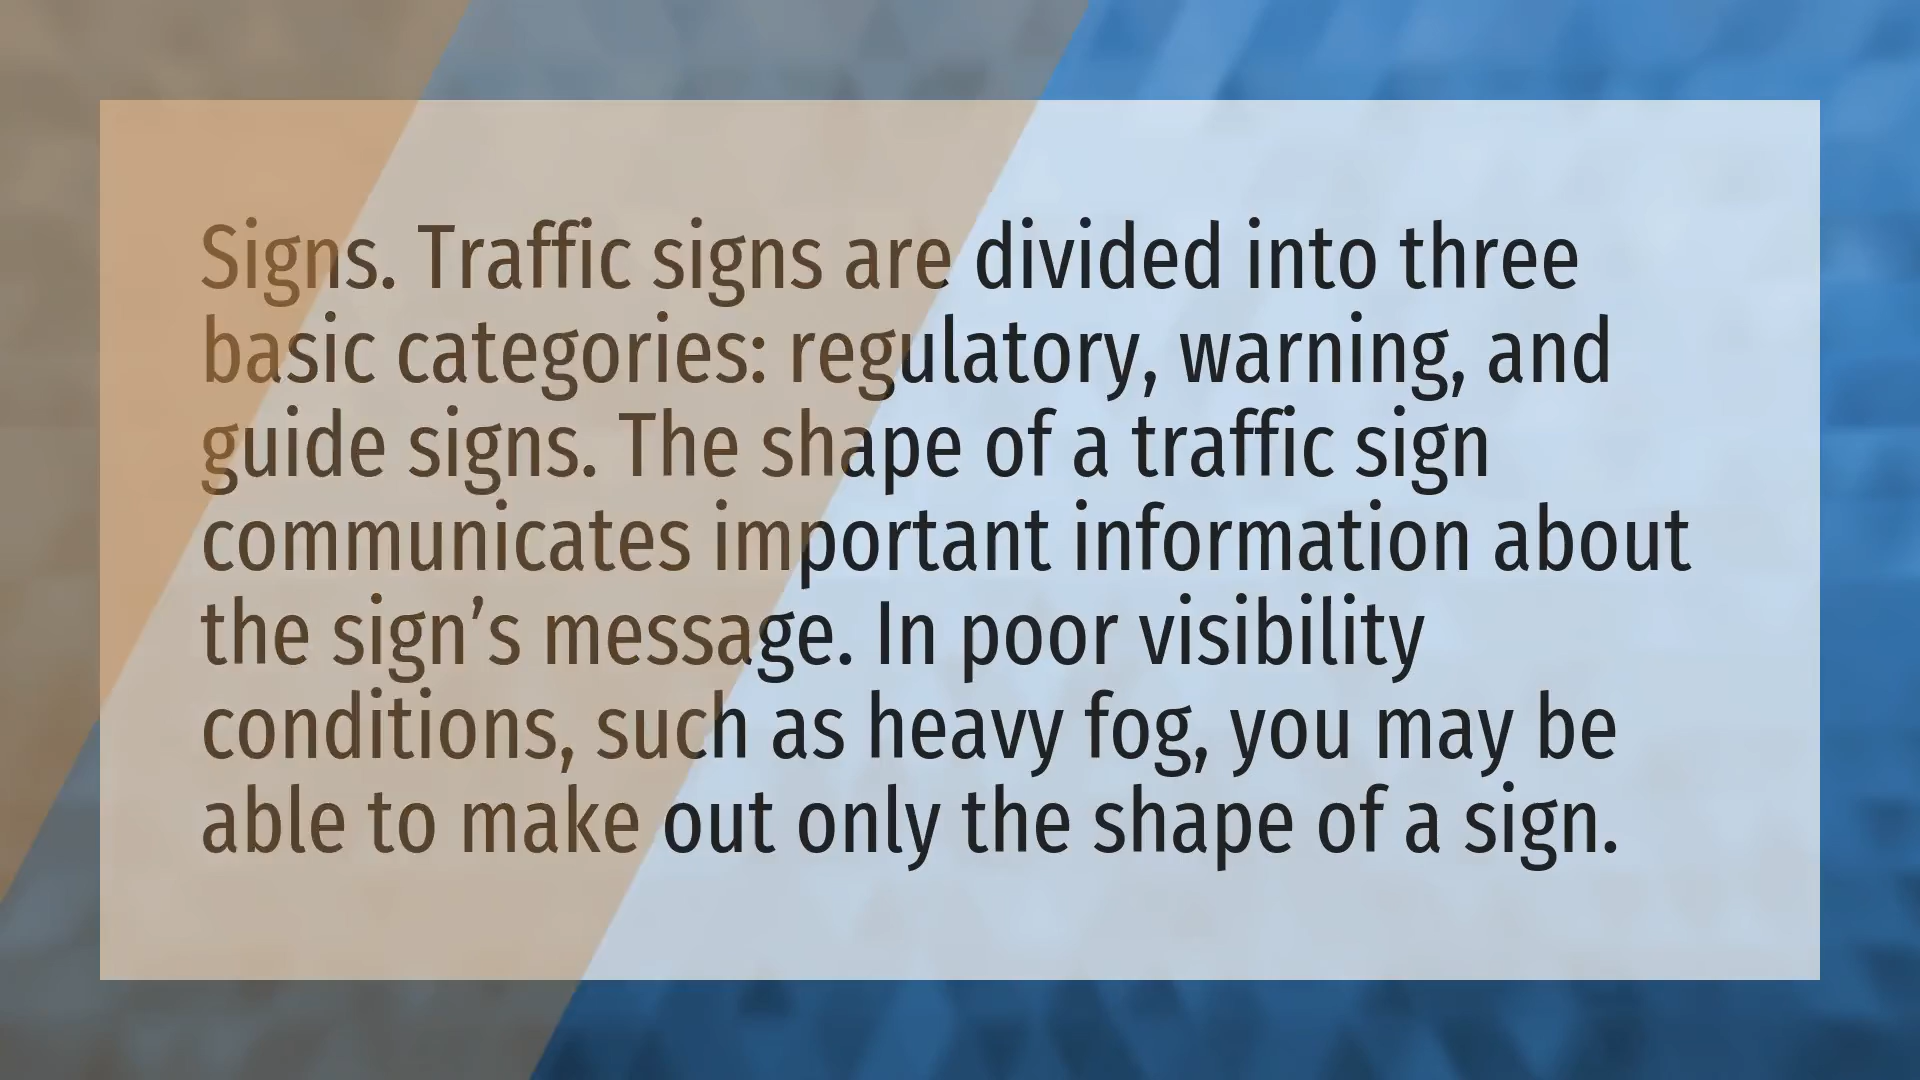 Signs. Traffic signs are divided into three
basic categories: regulatory, warning, and
guide signs. The shape of a traffic sign
communicates important information about
the sign’s message. In poor visibility
conditions, such as heavy fog, you may be
able to make out only the shape of a sign.